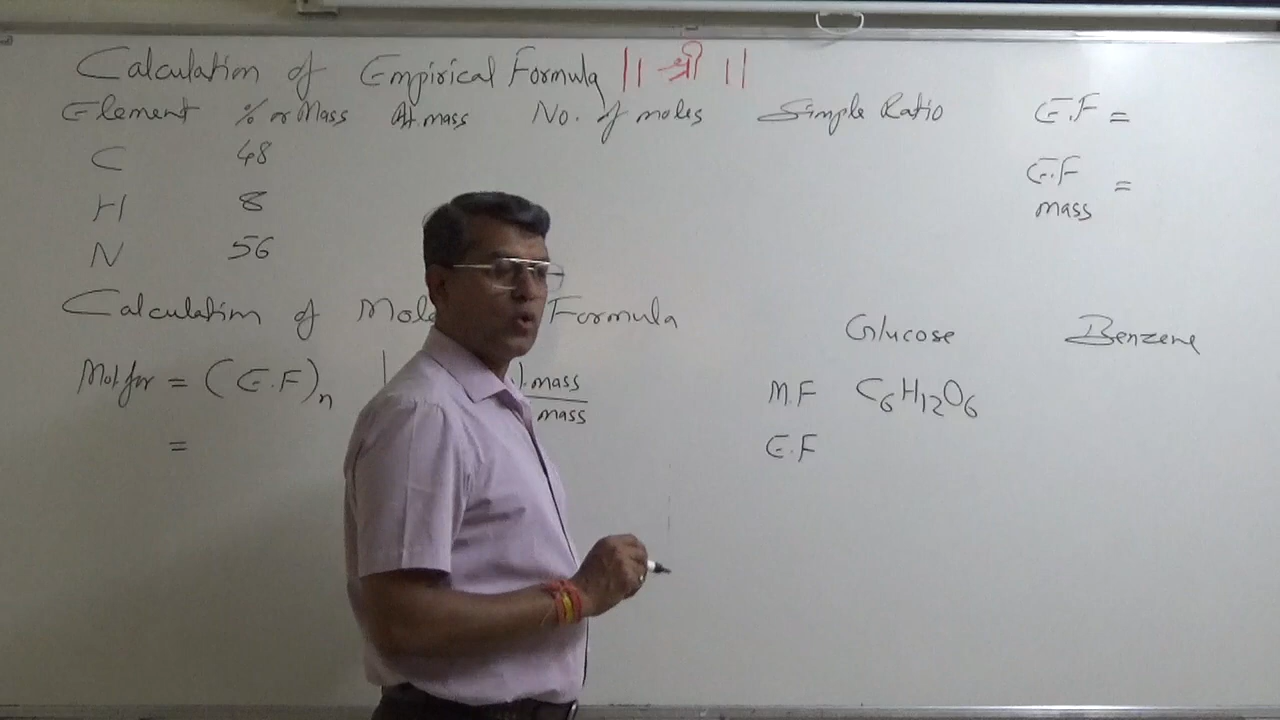 Calculation of Empirical Formula || श्री ||
Element % or Mass At. mass No. of moles Simple Ratio E.F =
C 48
H 8
N 56
E.F mass =
Calculation of Formula
Glucose Benzene
Mol for = (E.F)n | mass
mass
=
M.F C6H12O6
E.F